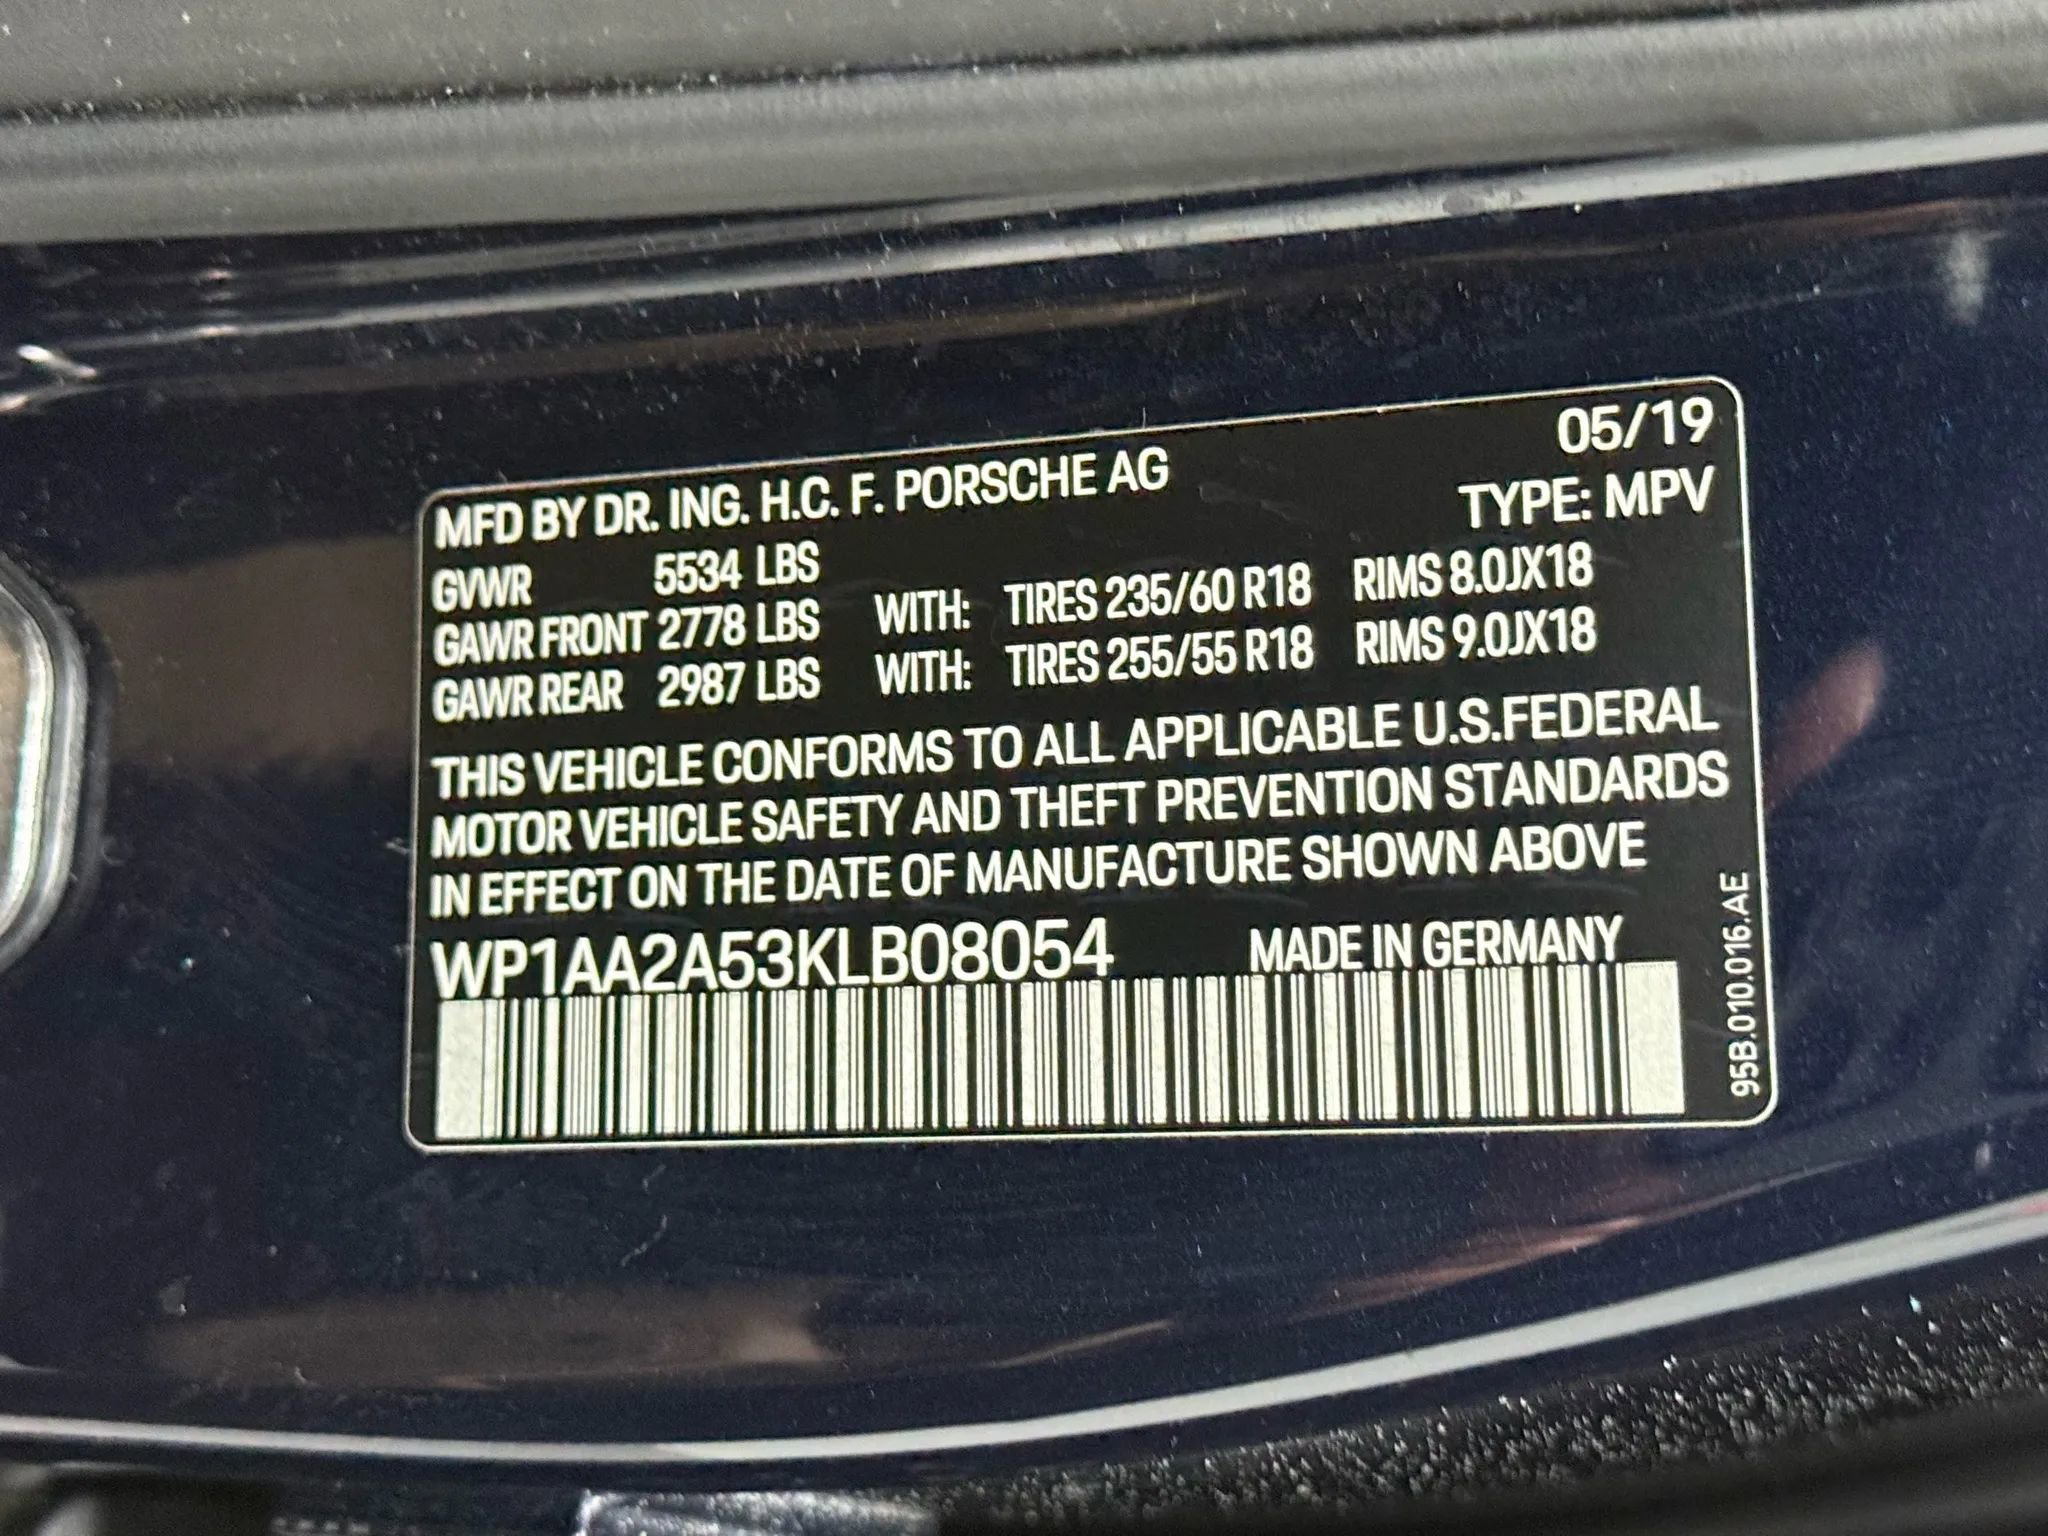 05/19
MFD BY DR. ING. H.C. F. PORSCHE AG
TYPE: MPV
GVWR 5534 LBS
GAWR FRONT 2778 LBS WITH: TIRES 235/60 R18 RIMS 8.0JX18
GAWR REAR 2987 LBS WITH: TIRES 255/55 R18 RIMS 9.0JX18
THIS VEHICLE CONFORMS TO ALL APPLICABLE U.S.FEDERAL
MOTOR VEHICLE SAFETY AND THEFT PREVENTION STANDARDS
IN EFFECT ON THE DATE OF MANUFACTURE SHOWN ABOVE
WP1AA2A53KLB08054 MADE IN GERMANY
95B.010.016.AE